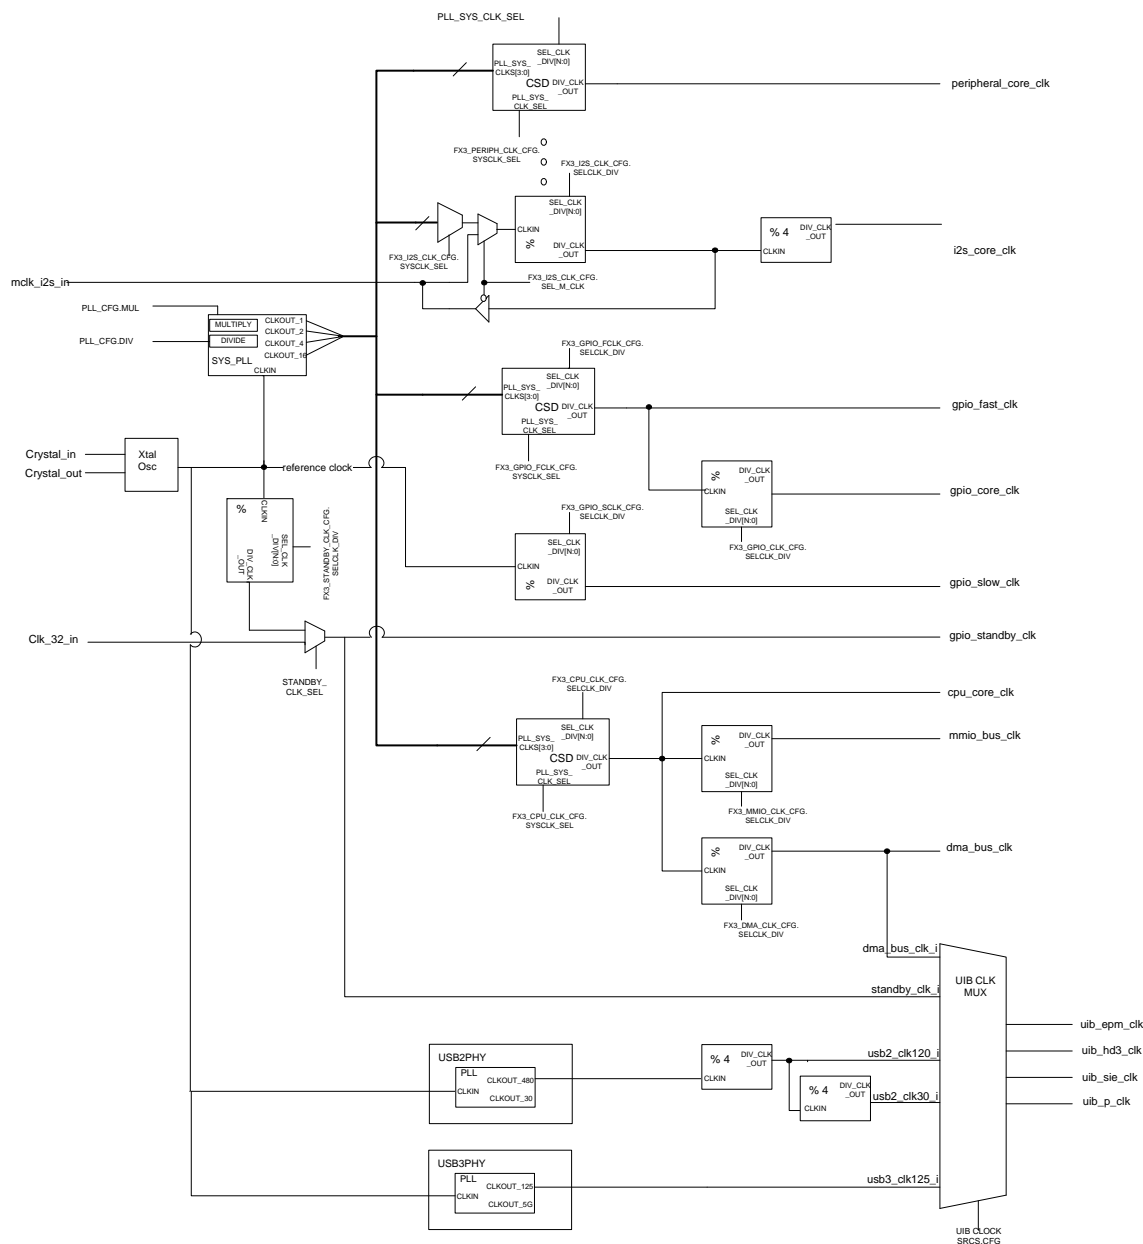 PLL_SYS_CLK_SEL
SEL_CLK
_DIV[N:0]
PLL_SYS_
CLKS[3:0]
CSD
DIV_CLK
_OUT
PLL_SYS_
CLK_SEL
peripheral_core_clk
FX3_PERIPH_CLK_CFG.
SYSCLK_SEL
FX3_I2S_CLK_CFG.
SELCLK_DIV
SEL_CLK
_DIV[N:0]
CLKIN
%
DIV_CLK
_OUT
% 4
DIV_CLK
_OUT
CLKIN
i2s_core_clk
FX3_I2S_CLK_CFG.
SYSCLK_SEL
FX3_I2S_CLK_CFG.
SEL_M_CLK
mclk_i2s_in
PLL_CFG.MUL
PLL_CFG.DIV
MULTIPLY
DIVIDE
SYS_PLL
CLKIN
CLKOUT_1
CLKOUT_2
CLKOUT_4
CLKOUT_16
FX3_GPIO_FCLK_CFG.
SELCLK_DIV
SEL_CLK
_DIV[N:0]
PLL_SYS_
CLKS[3:0]
CSD
DIV_CLK
_OUT
PLL_SYS_
CLK_SEL
gpio_fast_clk
FX3_GPIO_FCLK_CFG.
SYSCLK_SEL
Crystal_in
Crystal_out
Xtal
Osc
reference clock
%
DIV_CLK
_OUT
CLKIN
SEL_CLK
_DIV[N:0]
gpio_core_clk
FX3_GPIO_CLK_CFG.
SELCLK_DIV
%
CLKIN
SEL_CLK
_DIV[N:0]
DIV_CLK
_OUT
FX3_STANDBY_CLK_CFG.
SELCLK_DIV
FX3_GPIO_SCLK_CFG.
SELCLK_DIV
SEL_CLK
_DIV[N:0]
CLKIN
%
DIV_CLK
_OUT
gpio_slow_clk
Clk_32_in
gpio_standby_clk
STANDBY_
CLK_SEL
FX3_CPU_CLK_CFG.
SELCLK_DIV
cpu_core_clk
SEL_CLK
_DIV[N:0]
PLL_SYS_
CLKS[3:0]
CSD
DIV_CLK
_OUT
PLL_SYS_
CLK_SEL
FX3_CPU_CLK_CFG.
SYSCLK_SEL
%
DIV_CLK
_OUT
CLKIN
SEL_CLK
_DIV[N:0]
mmio_bus_clk
FX3_MMIO_CLK_CFG.
SELCLK_DIV
%
DIV_CLK
_OUT
CLKIN
SEL_CLK
_DIV[N:0]
dma_bus_clk
FX3_DMA_CLK_CFG.
SELCLK_DIV
dma_bus_clk_i
standby_clk_i
UIB CLK
MUX
uib_epm_clk
uib_hd3_clk
uib_sie_clk
uib_p_clk
USB2PHY
PLL
CLKIN
CLKOUT_480
CLKOUT_30
% 4
DIV_CLK
_OUT
CLKIN
usb2_clk120_i
% 4
DIV_CLK
_OUT
CLKIN
usb2_clk30_i
USB3PHY
PLL
CLKIN
CLKOUT_125
CLKOUT_5G
usb3_clk125_i
UIB CLOCK
SRCS.CFG